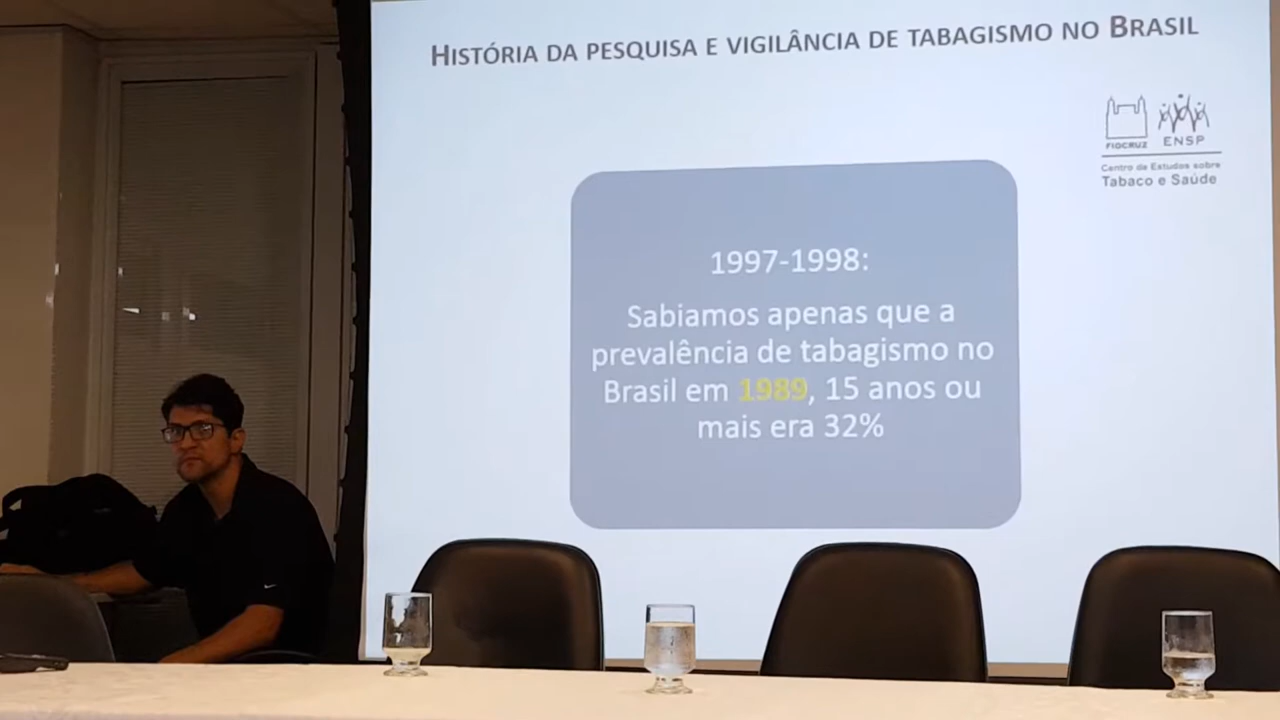 HISTÓRIA DA PESQUISA E VIGILÂNCIA DE TABAGISMO NO BRASIL
FIOCRUZ ENSP
Centro de Estudos sobre
Tabaco e Saúde
1997-1998:
Sabiamos apenas que a
prevalência de tabagismo no
Brasil em 1989, 15 anos ou
mais era 32%